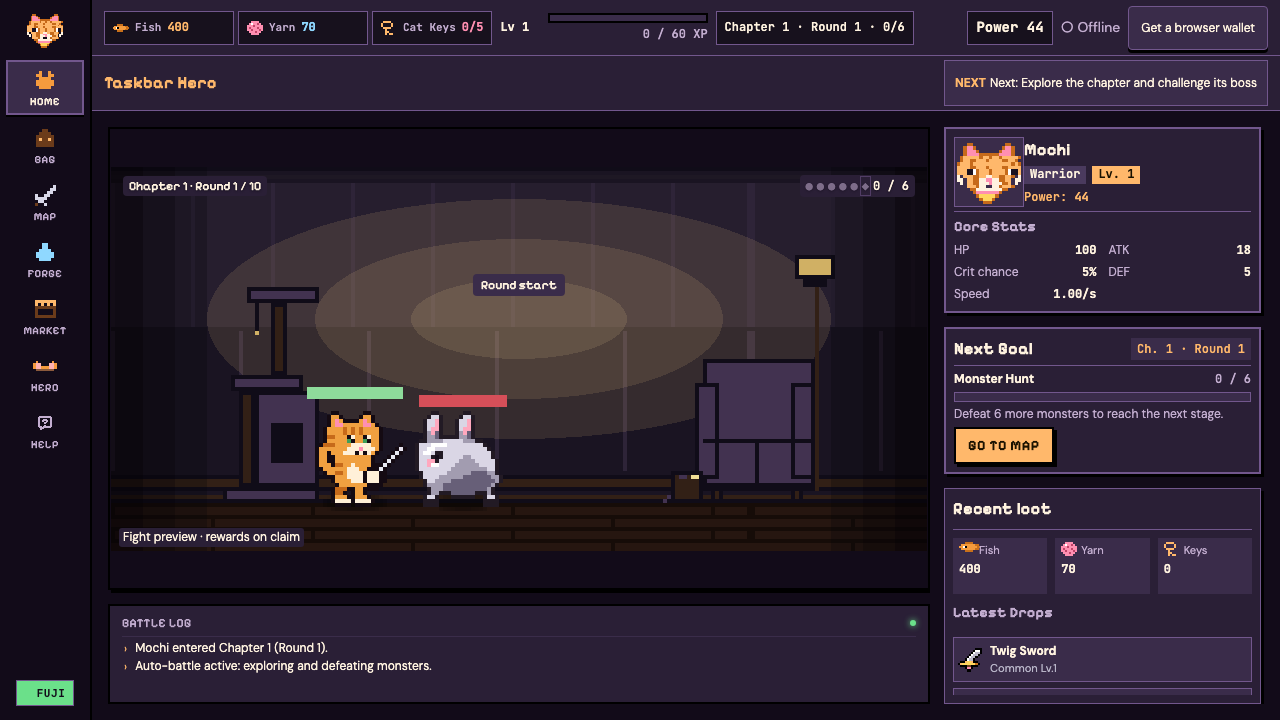 Fish 400
Yarn 70
Cat Keys 0/5
Lv 1
0 / 60 XP
Chapter 1 · Round 1 · 0/6
Power 44
Offline
Get a browser wallet
HOME
BAG
MAP
FORGE
MARKET
HERO
HELP
FUJI
Taskbar Hero
NEXT Next: Explore the chapter and challenge its boss
Chapter 1 · Round 1 / 10
0 / 6
Round start
Fight preview · rewards on claim
BATTLE LOG
› Mochi entered Chapter 1 (Round 1).
› Auto-battle active: exploring and defeating monsters.
Mochi
Warrior Lv. 1
Power: 44
Core Stats
HP 100 ATK 18
Crit chance 5% DEF 5
Speed 1.00/s
Next Goal Ch. 1 · Round 1
Monster Hunt 0 / 6
Defeat 6 more monsters to reach the next stage.
GO TO MAP
Recent loot
Fish Yarn Keys
400 70 0
Latest Drops
Twig Sword
Common Lv.1